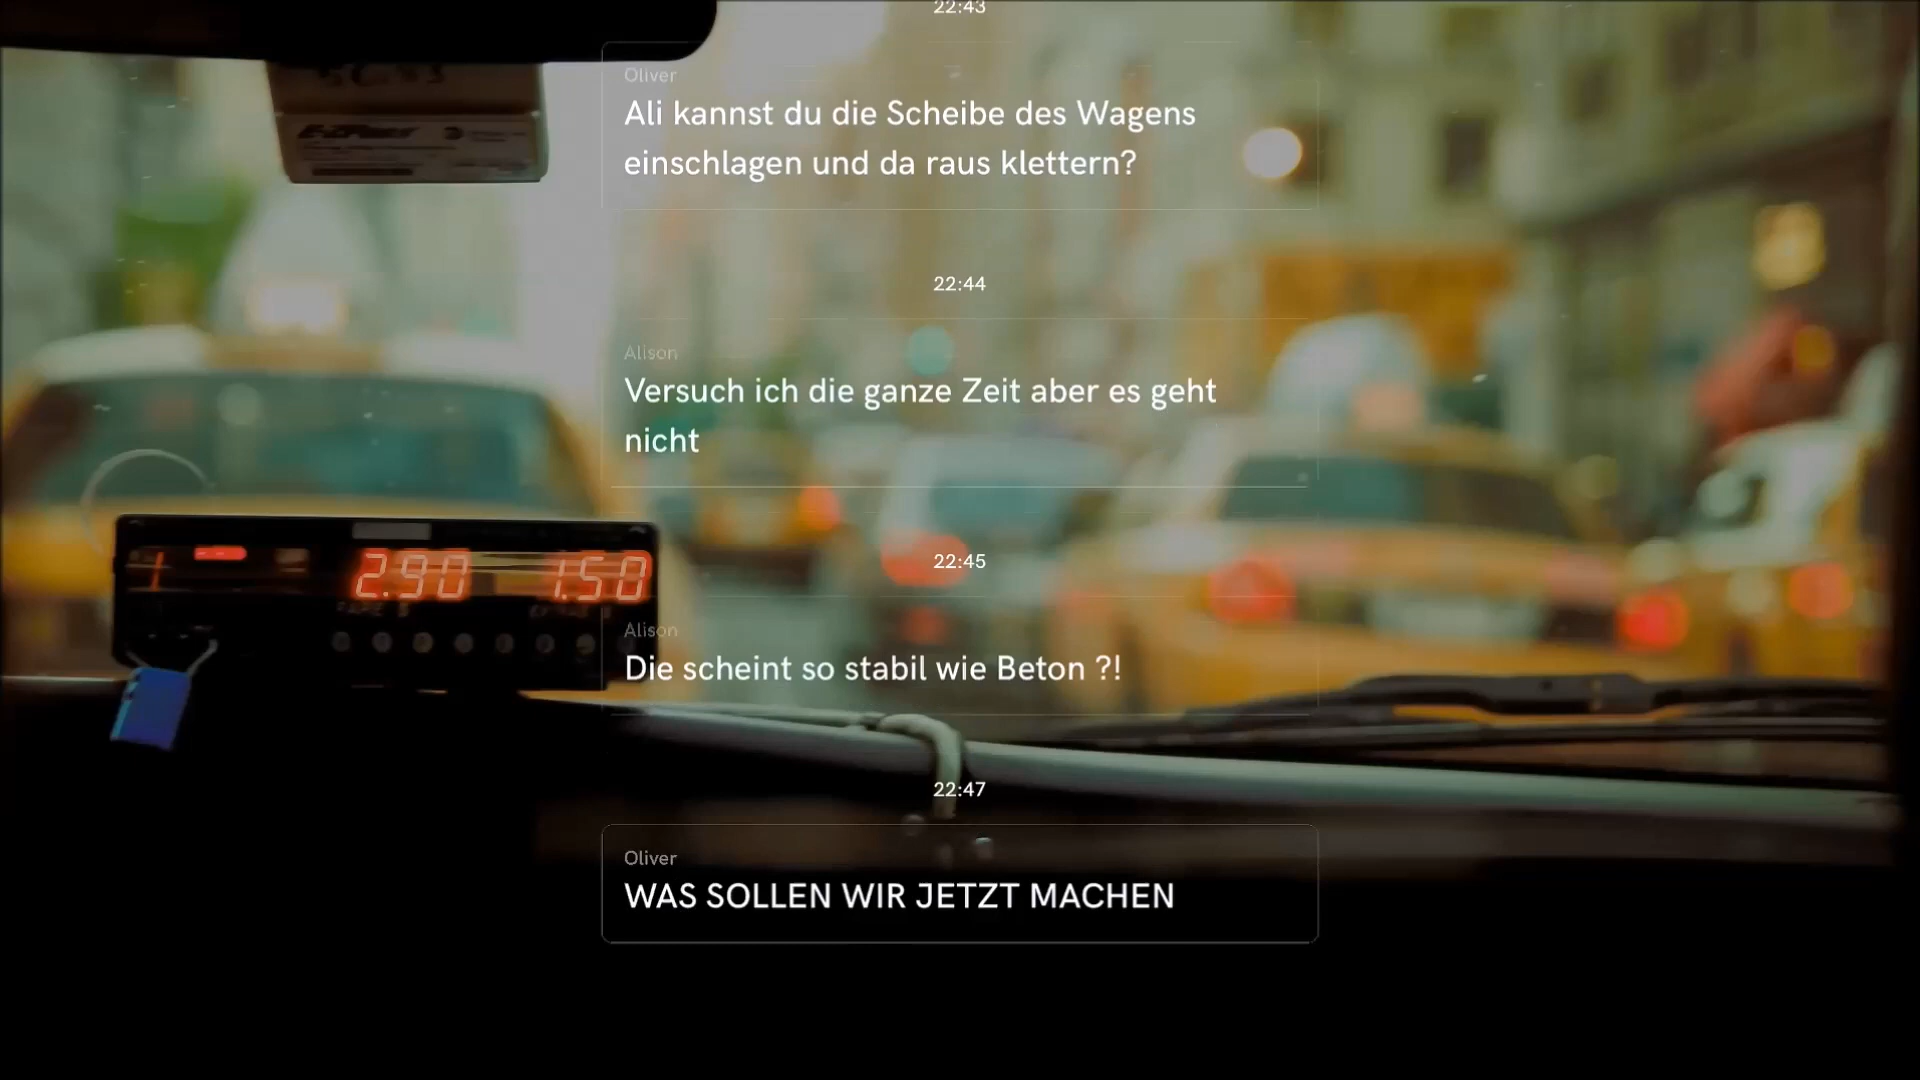 22:43
Oliver
Ali kannst du die Scheibe des Wagens
einschlagen und da raus klettern?
22:44
Alison
Versuch ich die ganze Zeit aber es geht
nicht
22:45
Alison
Die scheint so stabil wie Beton ?!
22:47
Oliver
WAS SOLLEN WIR JETZT MACHEN
E-ZPass
2.90 1.50
FARE